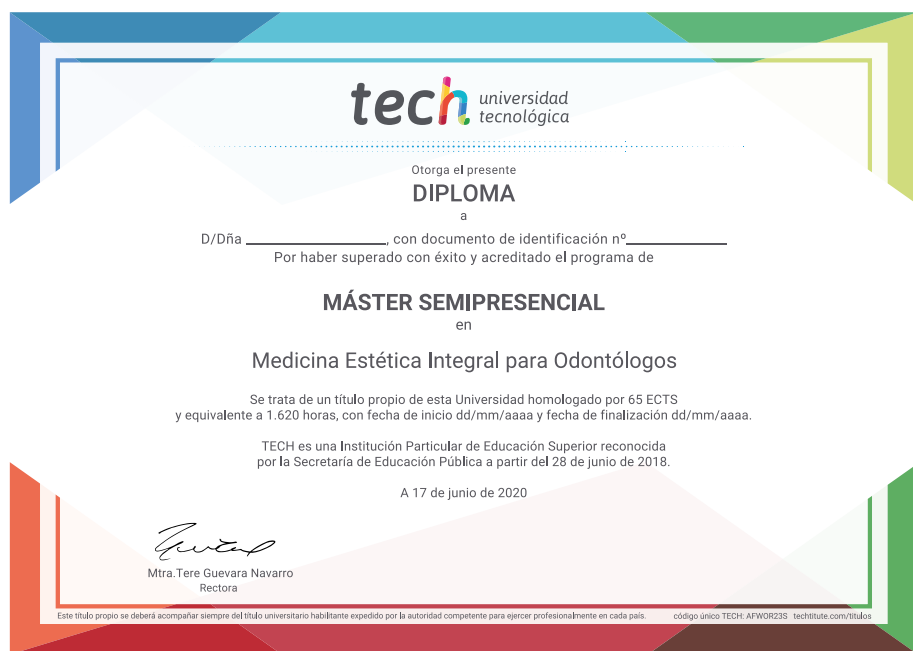 tech universidad
tecnológica
Otorga el presente
DIPLOMA
a
D/Dña ______________, con documento de identificación nº__________
Por haber superado con éxito y acreditado el programa de
MÁSTER SEMIPRESENCIAL
en
Medicina Estética Integral para Odontólogos
Se trata de un título propio de esta Universidad homologado por 65 ECTS
y equivalente a 1.620 horas, con fecha de inicio dd/mm/aaaa y fecha de finalización dd/mm/aaaa.
TECH es una Institución Particular de Educación Superior reconocida
por la Secretaría de Educación Pública a partir del 28 de junio de 2018.
A 17 de junio de 2020
Mtra.Tere Guevara Navarro
Rectora
Este título propio se deberá acompañar siempre del título universitario habilitante expedido por la autoridad competente para ejercer profesionalmente en cada país. código único TECH: AFWOR23S techtitute.com/titulos